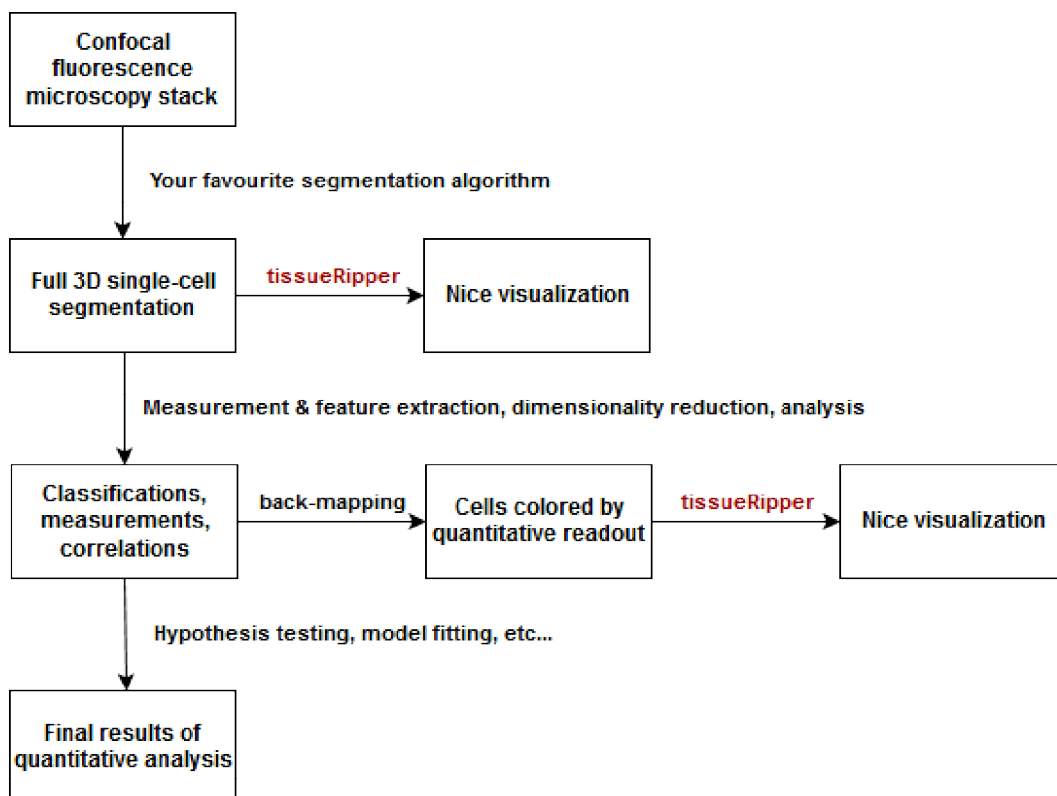 Confocal
fluorescence
microscopy stack
Your favourite segmentation algorithm
Full 3D single-cell
segmentation
tissueRipper
Nice visualization
Measurement & feature extraction, dimensionality reduction, analysis
Classifications,
measurements,
correlations
back-mapping
Cells colored by
quantitative readout
tissueRipper
Nice visualization
Hypothesis testing, model fitting, etc...
Final results of
quantitative analysis